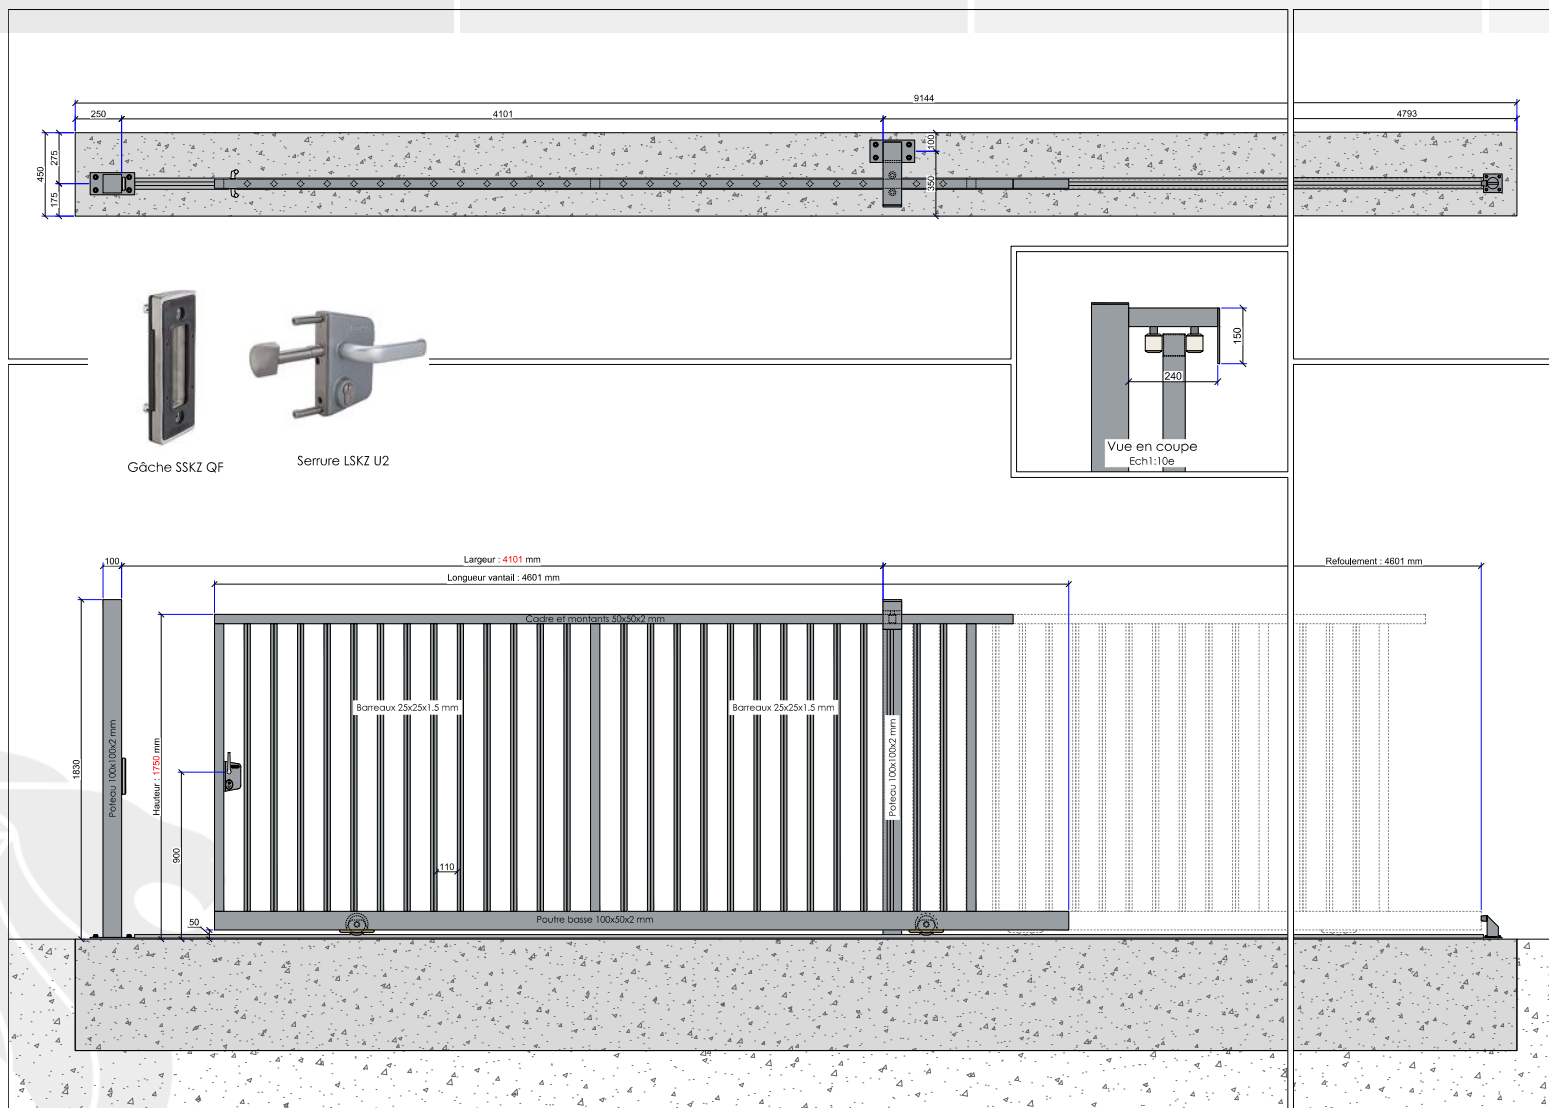 9144
250
4101
4793
450
275
175
100
350
150
240
Vue en coupe
Ech1:10e
Gâche SSKZ QF
Serrure LSKZ U2
100
Largeur : 4101 mm
Refoulement : 4601 mm
Longueur vantail : 4601 mm
Cadre et montants 50x50x2 mm
Barreaux 25x25x1.5 mm
Barreaux 25x25x1.5 mm
1830
Poteau 100x100x2 mm
Hauteur : 1750 mm
900
110
Poteau 100x100x2 mm
50
Poutre basse 100x50x2 mm